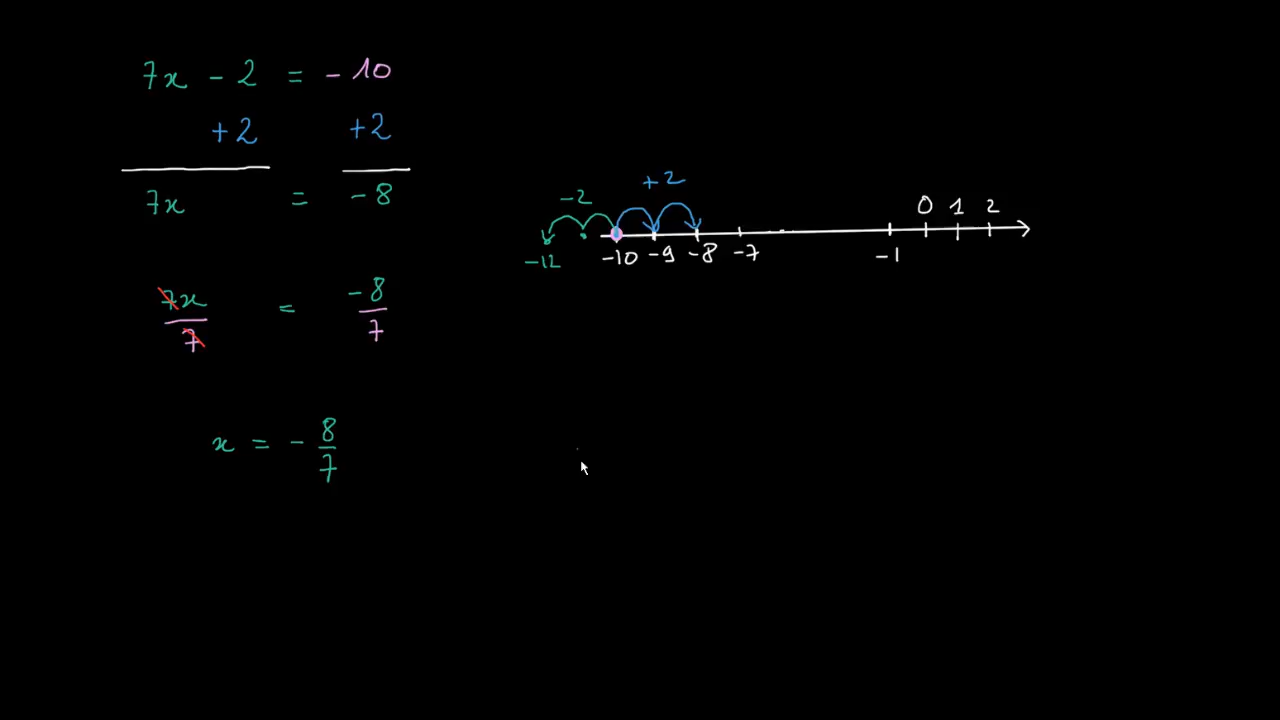 7x - 2 = -10
+2 +2
7x = -8
7x/7 = -8/7
x = - 8/7
-2 +2
0 1 2
-12 -10 -9 -8 -7 -1